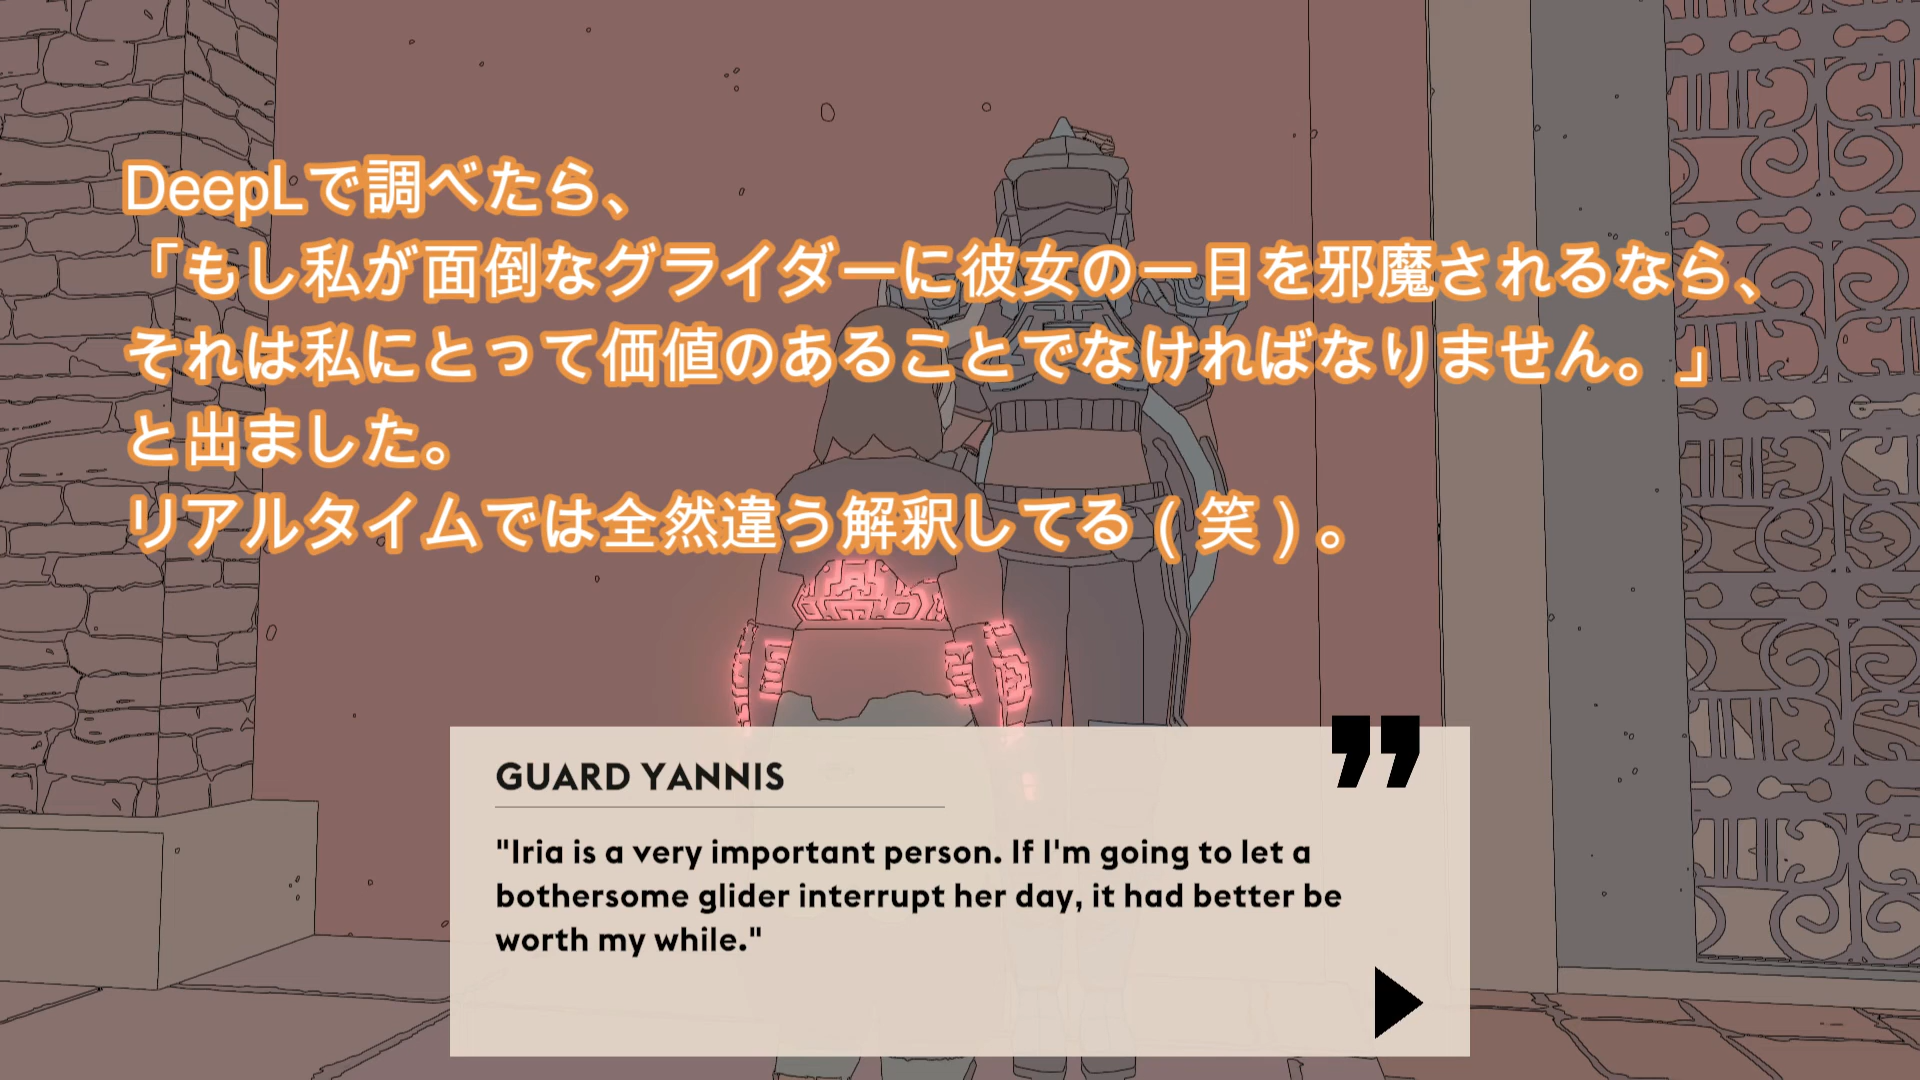 DeepLで調べたら、
「もし私が面倒なグライダーに彼女の一日を邪魔されるなら、
それは私にとって価値のあることでなければなりません。」
と出ました。
リアルタイムでは全然違う解釈してる(笑)。
GUARD YANNIS
"Iria is a very important person. If I'm going to let a
bothersome glider interrupt her day, it had better be
worth my while."